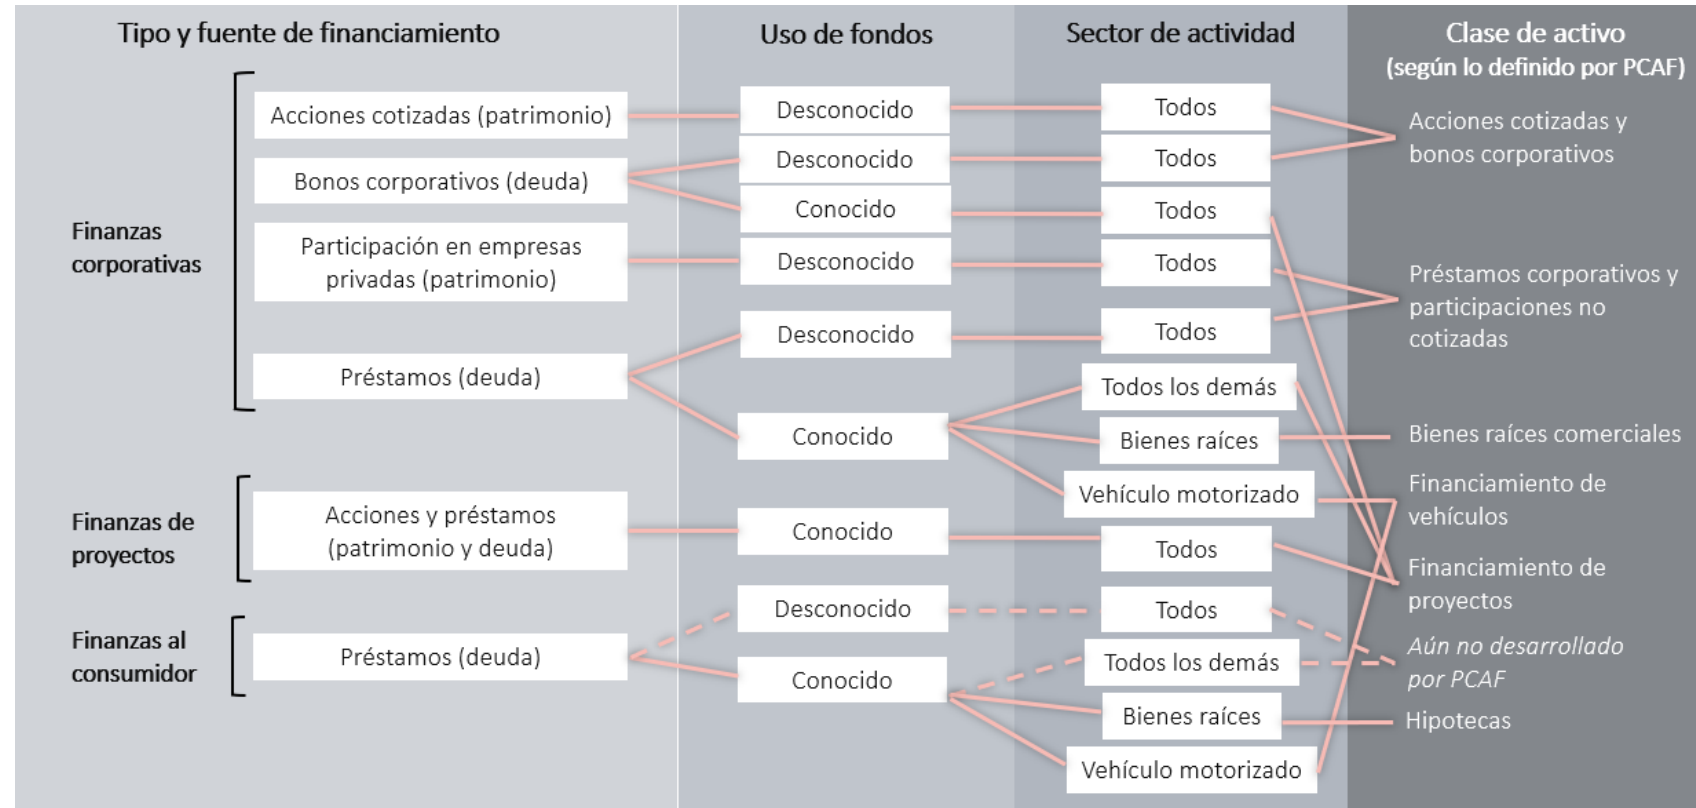 Tipo y fuente de financiamiento
Uso de fondos
Sector de actividad
Clase de activo
(según lo definido por PCAF)
Finanzas
corporativas
Acciones cotizadas (patrimonio)
Desconocido
Todos
Acciones cotizadas y
bonos corporativos
Bonos corporativos (deuda)
Desconocido
Todos
Conocido
Todos
Participación en empresas
privadas (patrimonio)
Desconocido
Todos
Préstamos corporativos y
participaciones no
cotizadas
Préstamos (deuda)
Desconocido
Todos
Conocido
Todos los demás
Bienes raíces
Bienes raíces comerciales
Vehículo motorizado
Financiamiento de
vehículos
Finanzas de
proyectos
Acciones y préstamos
(patrimonio y deuda)
Conocido
Todos
Financiamiento de
proyectos
Finanzas al
consumidor
Préstamos (deuda)
Desconocido
Todos
Aún no desarrollado
por PCAF
Conocido
Todos los demás
Bienes raíces
Hipotecas
Vehículo motorizado